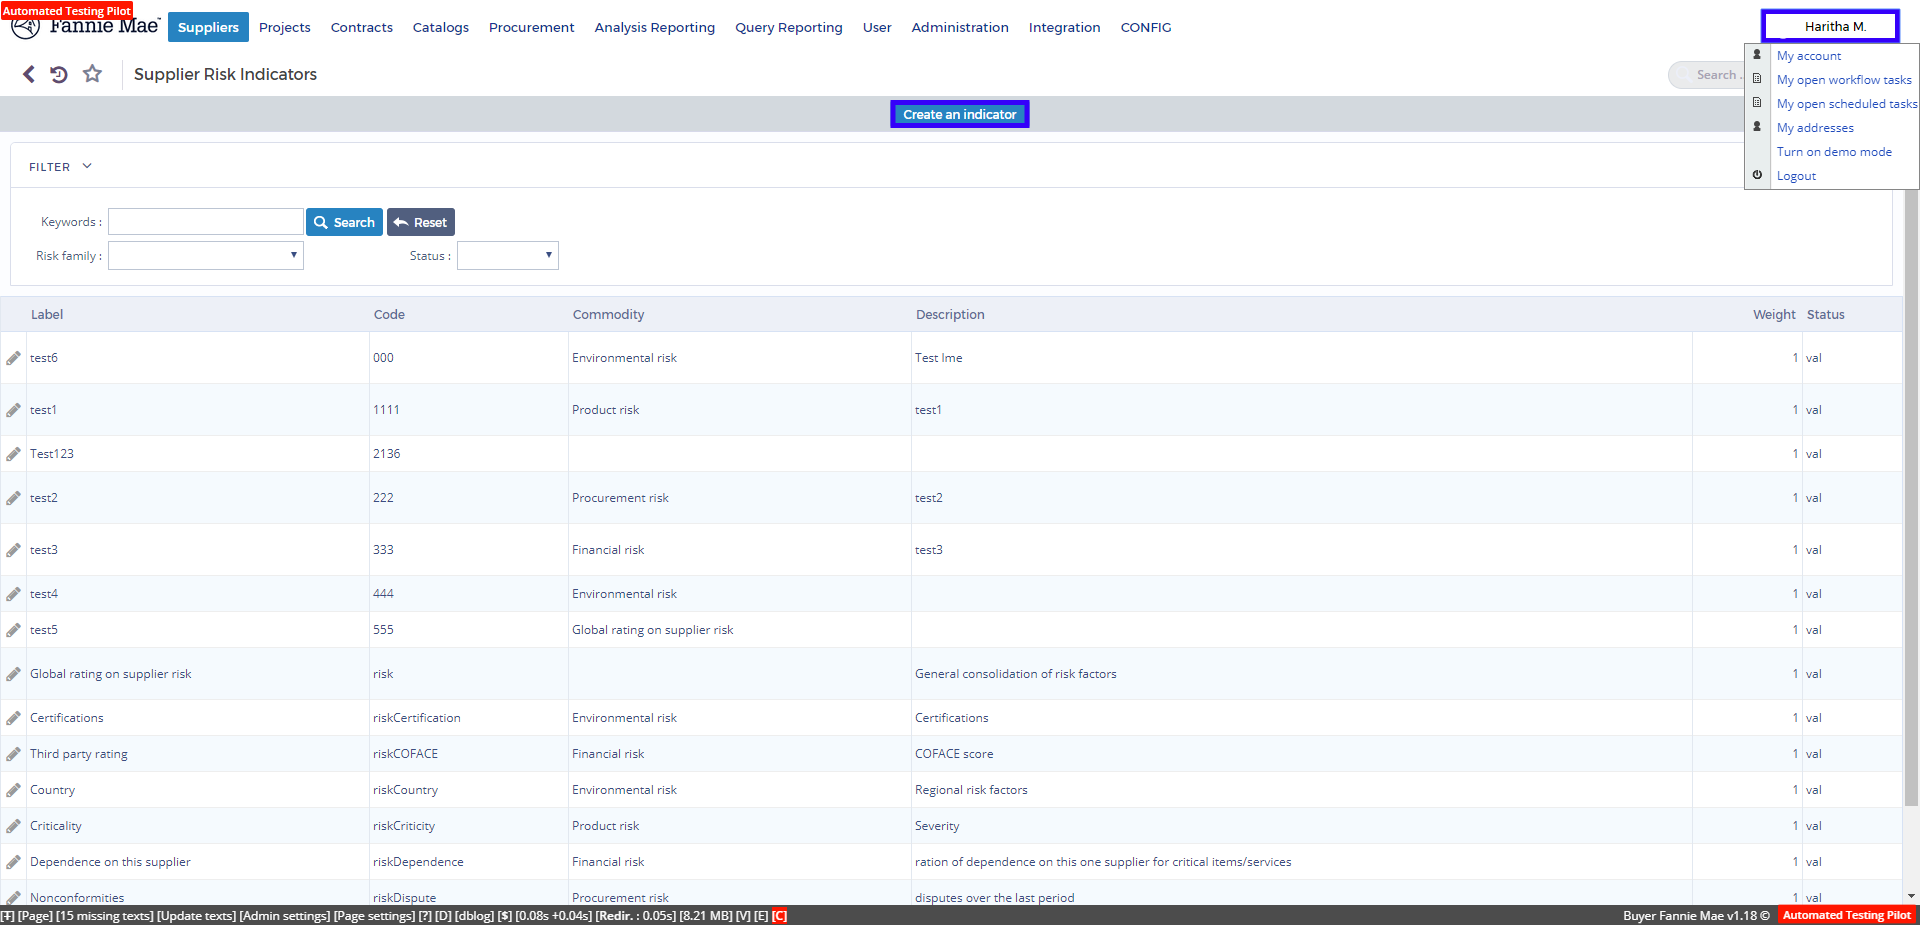 Automated Testing Pilot
Fannie Mae Suppliers Projects Contracts Catalogs Procurement Analysis Reporting Query Reporting User Administration Integration CONFIG Haritha M.
Supplier Risk Indicators Search ..
My account
My open workflow tasks
My open scheduled tasks
My addresses
Turn on demo mode
Logout
Create an indicator
FILTER
Keywords : Search Reset
Risk family : Status :
Label Code Commodity Description Weight Status
test6 000 Environmental risk Test Ime 1 val
test1 1111 Product risk test1 1 val
Test123 2136 1 val
test2 222 Procurement risk test2 1 val
test3 333 Financial risk test3 1 val
test4 444 Environmental risk 1 val
test5 555 Global rating on supplier risk 1 val
Global rating on supplier risk risk General consolidation of risk factors 1 val
Certifications riskCertification Environmental risk Certifications 1 val
Third party rating riskCOFACE Financial risk COFACE score 1 val
Country riskCountry Environmental risk Regional risk factors 1 val
Criticality riskCriticity Product risk Severity 1 val
Dependence on this supplier riskDependence Financial risk ration of dependence on this one supplier for critical items/services 1 val
Nonconformities riskDispute Procurement risk disputes over the last period 1 val
[T] [Page] [15 missing texts] [Update texts] [Admin settings] [Page settings] [?] [D] [dblog] [$] [0.08s +0.04s] [Redir. : 0.05s] [8.21 MB] [V] [E] [C] Buyer Fannie Mae v1.18 © Automated Testing Pilot